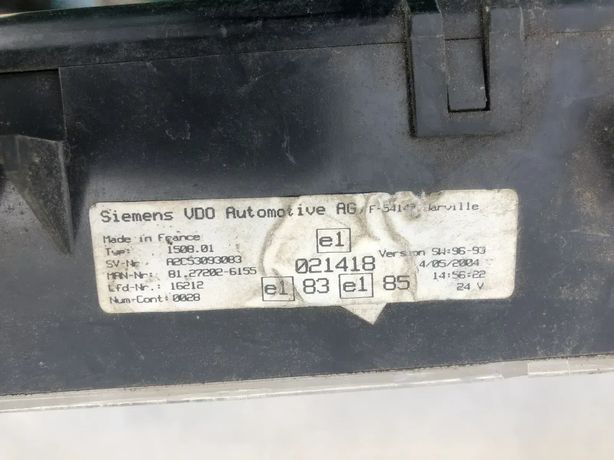 Siemens VDO Automotive AG Jarville
Made in France e1 Version SW:96-93
Typ: 1508.01 021418 4/05/2004
SV-Nr A2C53093083 14:56:22
MAN-Nr: 81.27202-6155 e1 83 e1 85 24 V
Lfd-Nr.: 16212
Num-Cont: 0028